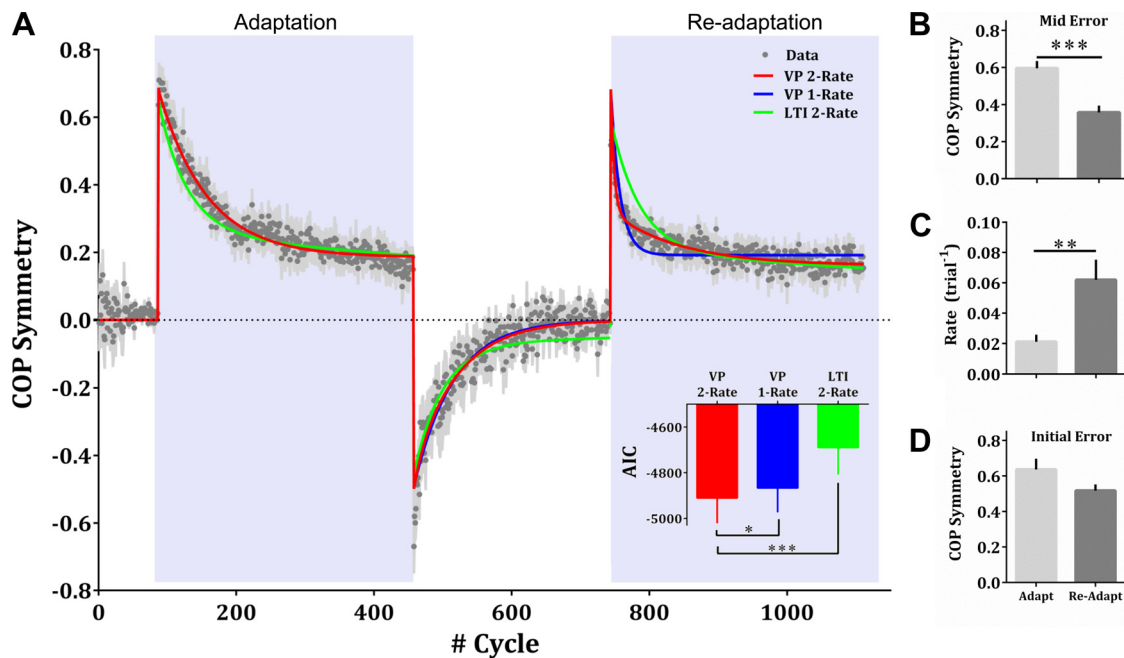 A
Adaptation
Re-adaptation
COP Symmetry
0.8
0.6
0.4
0.2
0.0
-0.2
-0.4
-0.6
-0.8
0
200
400
600
800
1000
# Cycle
Data
VP 2-Rate
VP 1-Rate
LTI 2-Rate
VP 2-Rate
VP 1-Rate
LTI 2-Rate
AIC
-4600
-4800
-5000
*
***
B
Mid Error
***
COP Symmetry
0.8
0.6
0.4
0.2
0.0
C
**
Rate (trial⁻¹)
0.10
0.08
0.06
0.04
0.02
0.00
D
Initial Error
COP Symmetry
0.8
0.6
0.4
0.2
0.0
Adapt
Re-Adapt